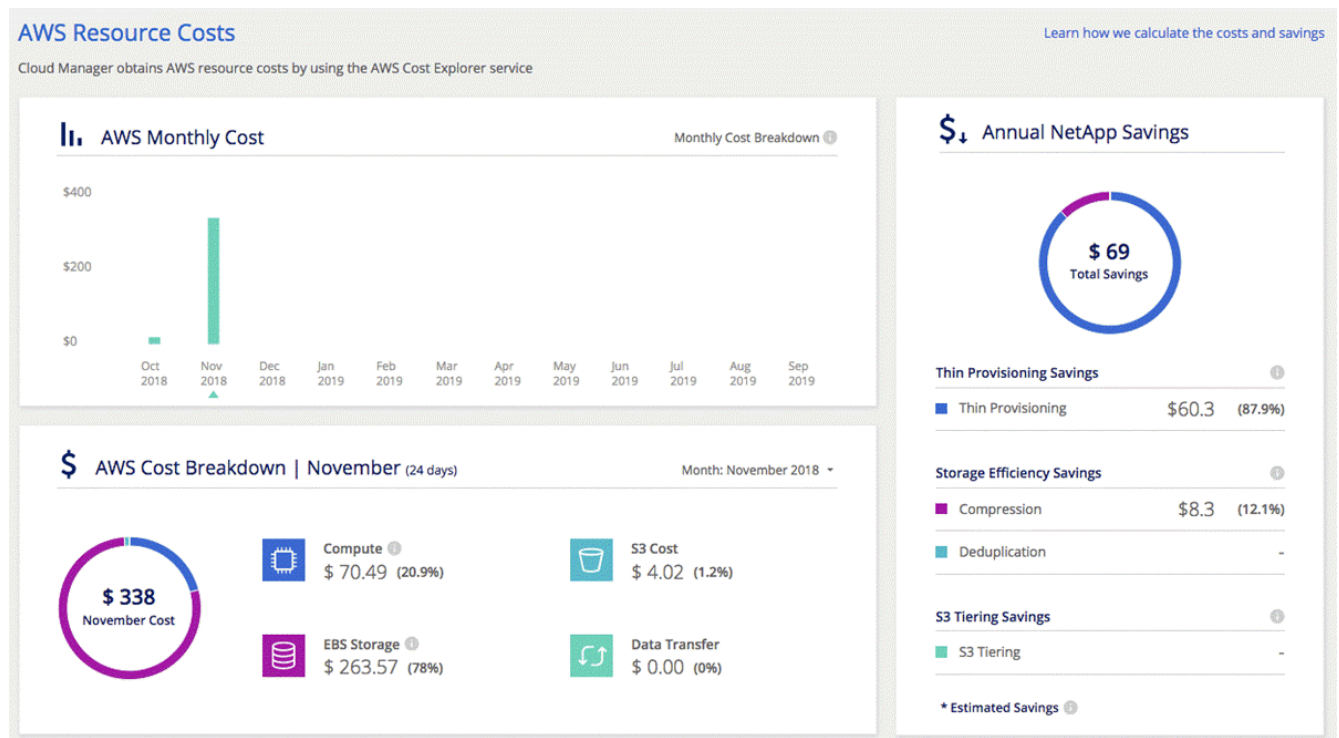 AWS Resource Costs
Learn how we calculate the costs and savings
Cloud Manager obtains AWS resource costs by using the AWS Cost Explorer service
AWS Monthly Cost
Monthly Cost Breakdown
$400
$200
$0
Oct 2018
Nov 2018
Dec 2018
Jan 2019
Feb 2019
Mar 2019
Apr 2019
May 2019
Jun 2019
Jul 2019
Aug 2019
Sep 2019
AWS Cost Breakdown | November (24 days)
Month: November 2018
$ 338
November Cost
Compute
$ 70.49 (20.9%)
S3 Cost
$ 4.02 (1.2%)
EBS Storage
$ 263.57 (78%)
Data Transfer
$ 0.00 (0%)
Annual NetApp Savings
$ 69
Total Savings
Thin Provisioning Savings
Thin Provisioning $60.3 (87.9%)
Storage Efficiency Savings
Compression $8.3 (12.1%)
Deduplication -
S3 Tiering Savings
S3 Tiering -
* Estimated Savings